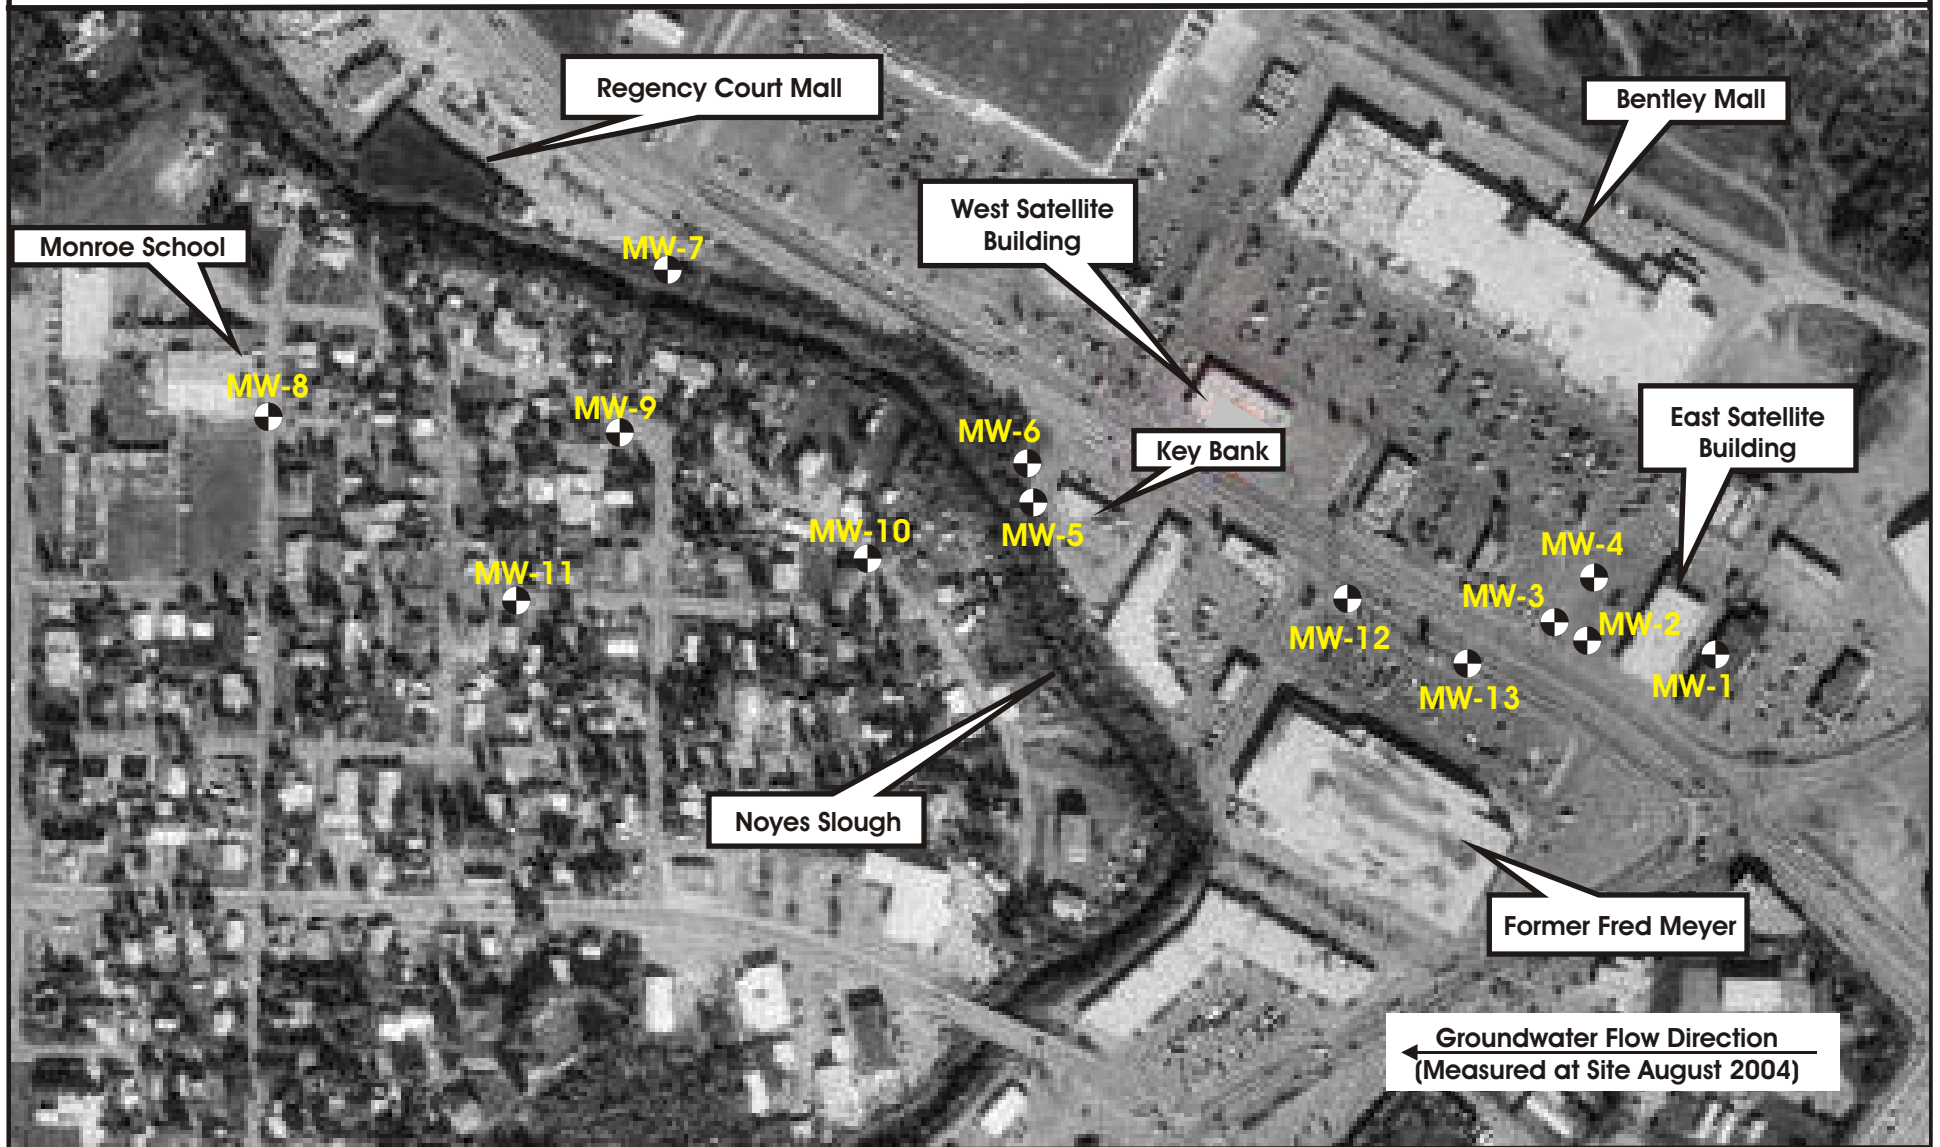 Regency Court Mall
Bentley Mall
West Satellite
Building
Monroe School
MW-7
MW-8
MW-9
East Satellite
Building
MW-6
Key Bank
MW-5
MW-10
MW-4
MW-11
MW-3
MW-2
MW-12
MW-1
MW-13
Noyes Slough
Former Fred Meyer
Groundwater Flow Direction
(Measured at Site August 2004)